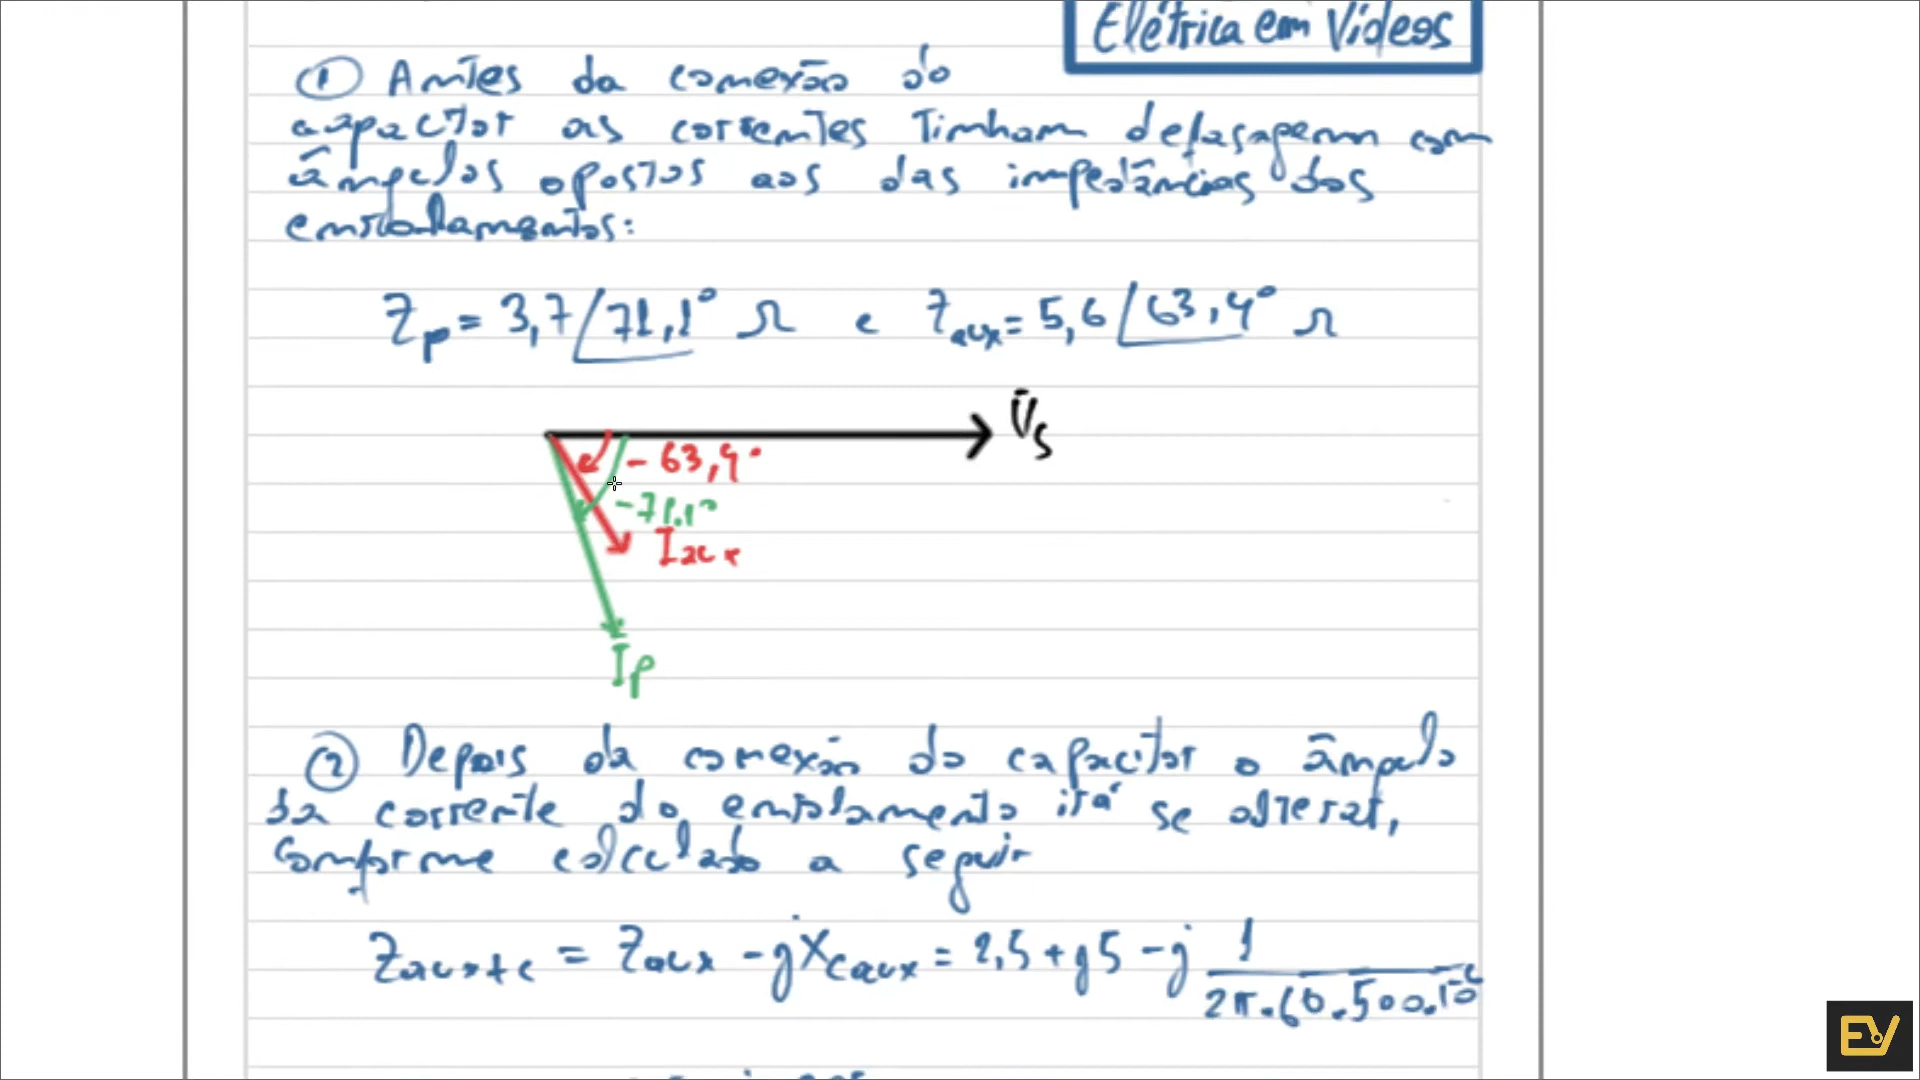 Elétrica em Vídeos
① Antes da conexão do
capacitor as correntes tinham defasagem com
ângulos opostos aos das impedâncias dos
enrolamentos:
Zp = 3,7 /71,1° Ω e Zaux = 5,6 /63,4° Ω
V̇s
-63,4°
-71,1°
Iaux
Ip
② Depois da conexão do capacitor o ângulo
da corrente do enrolamento irá se alterar,
conforme calculado a seguir
Zaux+c = Zaux - jXcaux = 2,5 + j5 - j 1/(2π.60.500.10⁻⁶)
EV